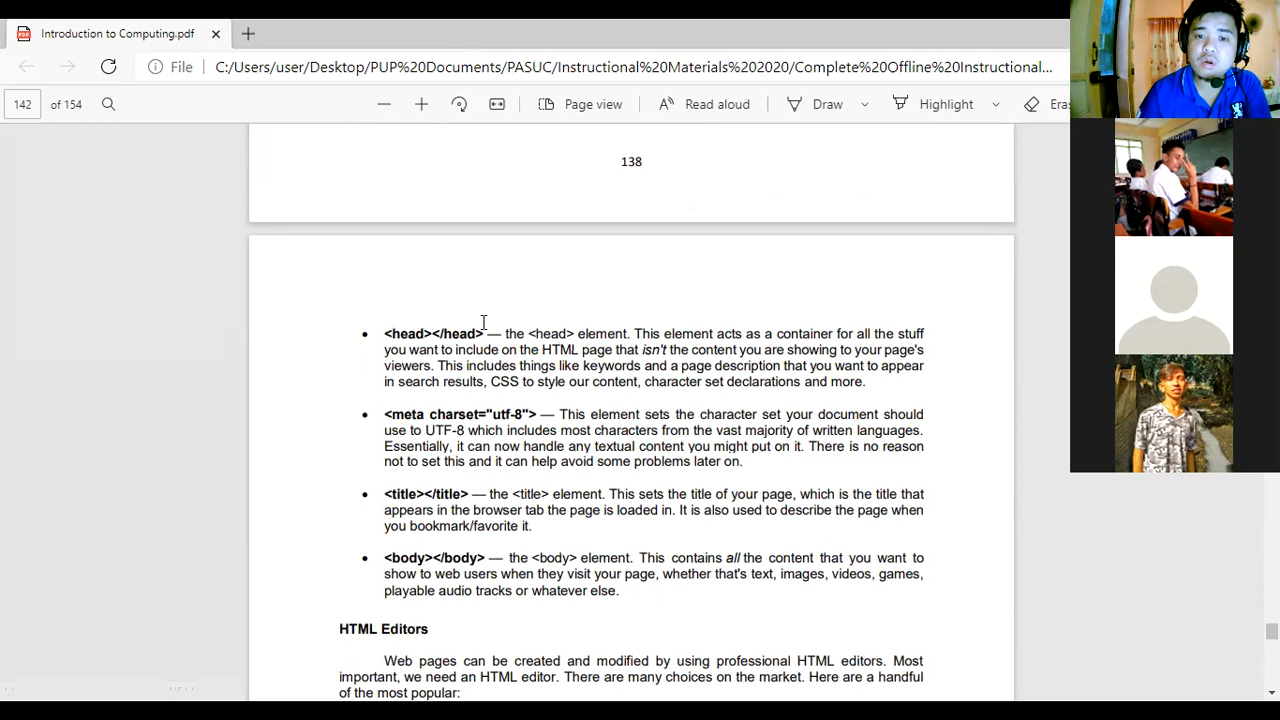 Introduction to Computing.pdf
File C:/Users/user/Desktop/PUP%20Documents/PASUC/Instructional%20Materials%202020/Complete%20Offline%20Instructional...
142 of 154 Page view Read aloud Draw Highlight
138
• <head></head> — the <head> element. This element acts as a container for all the stuff
you want to include on the HTML page that isn't the content you are showing to your page's
viewers. This includes things like keywords and a page description that you want to appear
in search results, CSS to style our content, character set declarations and more.
• <meta charset="utf-8"> — This element sets the character set your document should
use to UTF-8 which includes most characters from the vast majority of written languages.
Essentially, it can now handle any textual content you might put on it. There is no reason
not to set this and it can help avoid some problems later on.
• <title></title> — the <title> element. This sets the title of your page, which is the title that
appears in the browser tab the page is loaded in. It is also used to describe the page when
you bookmark/favorite it.
• <body></body> — the <body> element. This contains all the content that you want to
show to web users when they visit your page, whether that's text, images, videos, games,
playable audio tracks or whatever else.
HTML Editors
Web pages can be created and modified by using professional HTML editors. Most
important, we need an HTML editor. There are many choices on the market. Here are a handful
of the most popular: